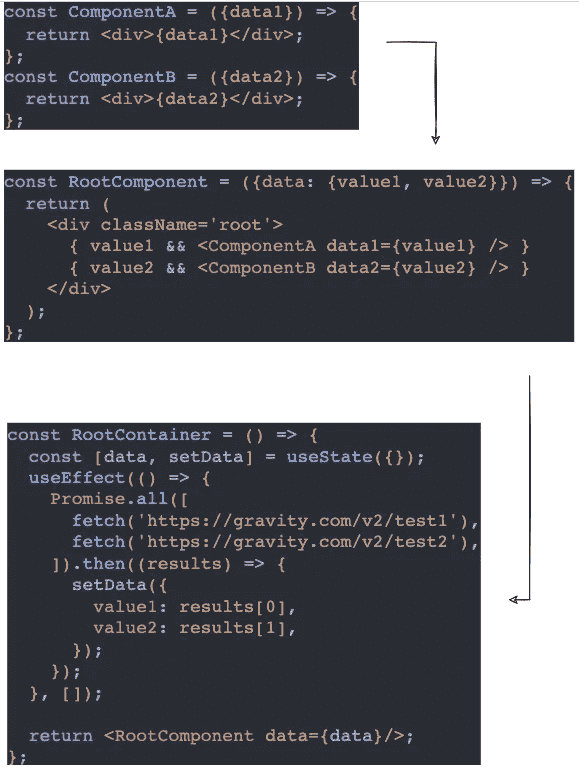 const ComponentA = ({data1}) => {
  return <div>{data1}</div>;
};
const ComponentB = ({data2}) => {
  return <div>{data2}</div>;
};
const RootComponent = ({data: {value1, value2}}) => {
  return (
    <div className='root'>
      { value1 && <ComponentA data1={value1} /> }
      { value2 && <ComponentB data2={value2} /> }
    </div>
  );
};
const RootContainer = () => {
  const [data, setData] = useState({});
  useEffect(() => {
    Promise.all([
      fetch('https://gravity.com/v2/test1'),
      fetch('https://gravity.com/v2/test2'),
    ]).then((results) => {
      setData({
        value1: results[0],
        value2: results[1],
      });
    });
  }, []);

  return <RootComponent data={data}/>;
};